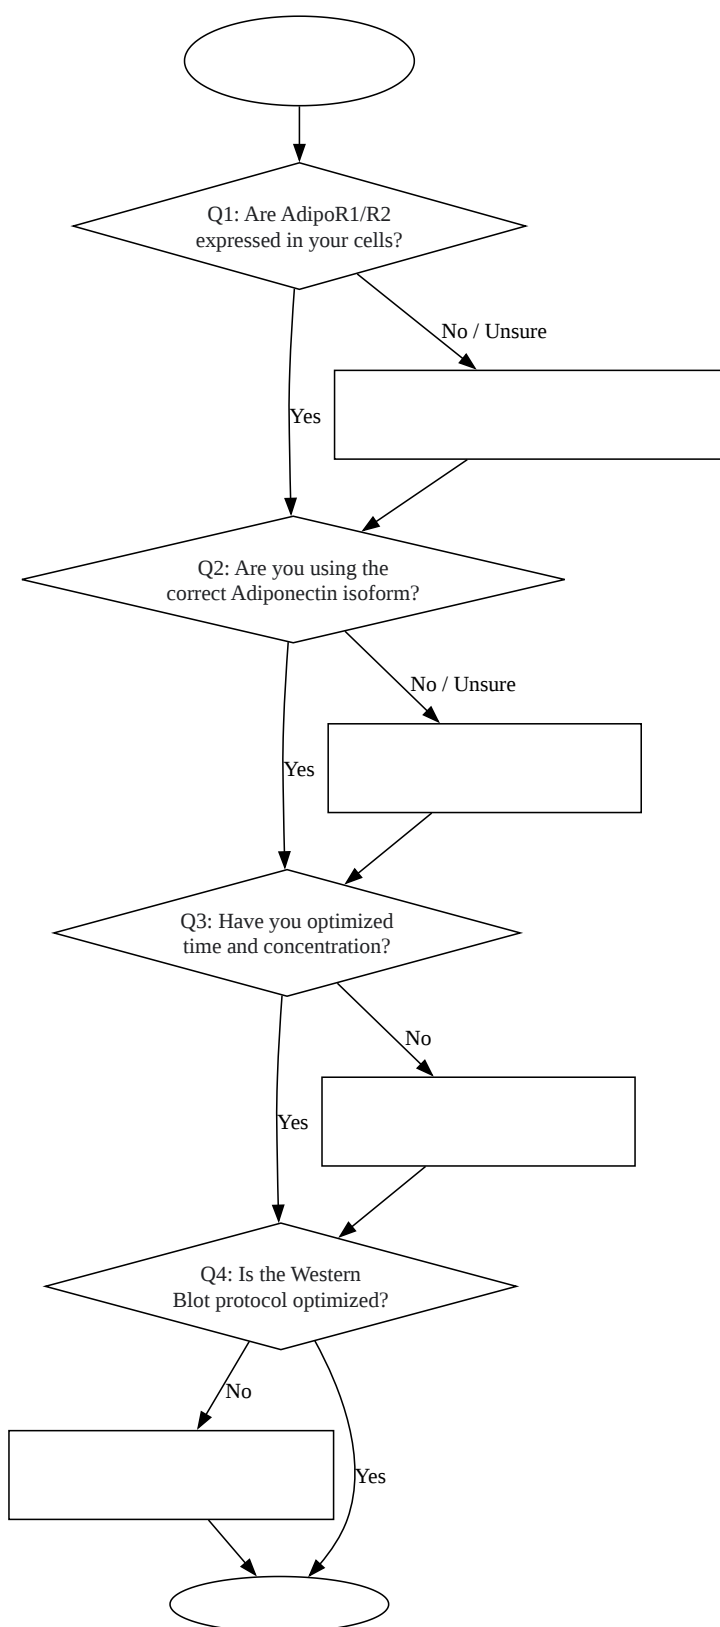 Q1: Are AdipoR1/R2
expressed in your cells?
No / Unsure
Yes
Q2: Are you using the
correct Adiponectin isoform?
No / Unsure
Yes
Q3: Have you optimized
time and concentration?
No
Yes
Q4: Is the Western
Blot protocol optimized?
No
Yes